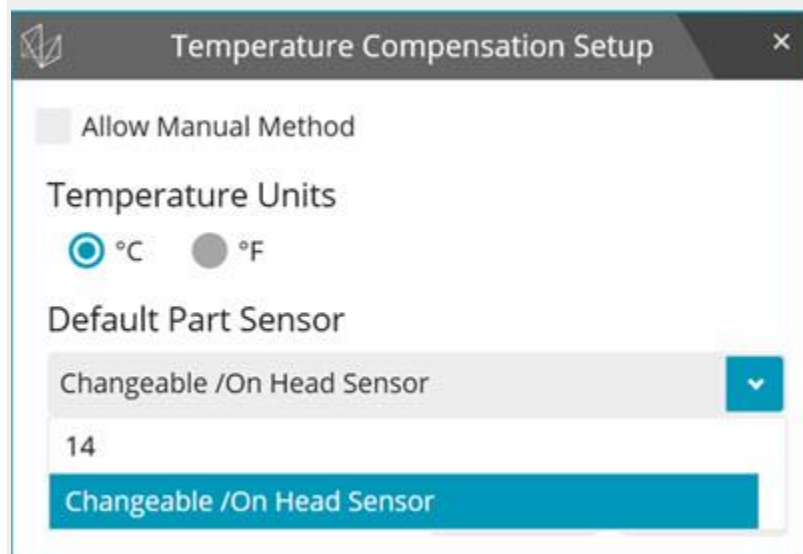 Temperature Compensation Setup
Allow Manual Method
Temperature Units
°C °F
Default Part Sensor
Changeable /On Head Sensor
14
Changeable /On Head Sensor